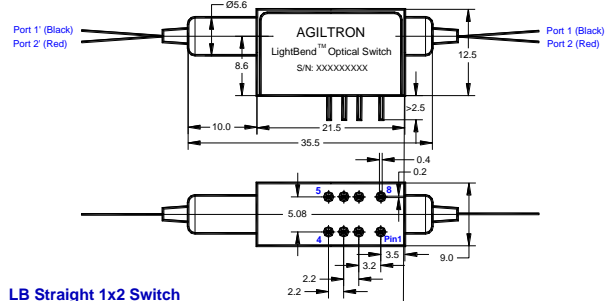 Ø5.6
AGILTRON
LightBend™ Optical Switch
S/N: XXXXXXXXX
Port 1' (Black)
Port 2' (Red)
Port 1 (Black)
Port 2 (Red)
8.6
12.5
>2.5
10.0
21.5
35.5
0.4
0.2
5
8
5.08
4
Pin1
3.5
9.0
3.2
2.2
2.2
LB Straight 1x2 Switch